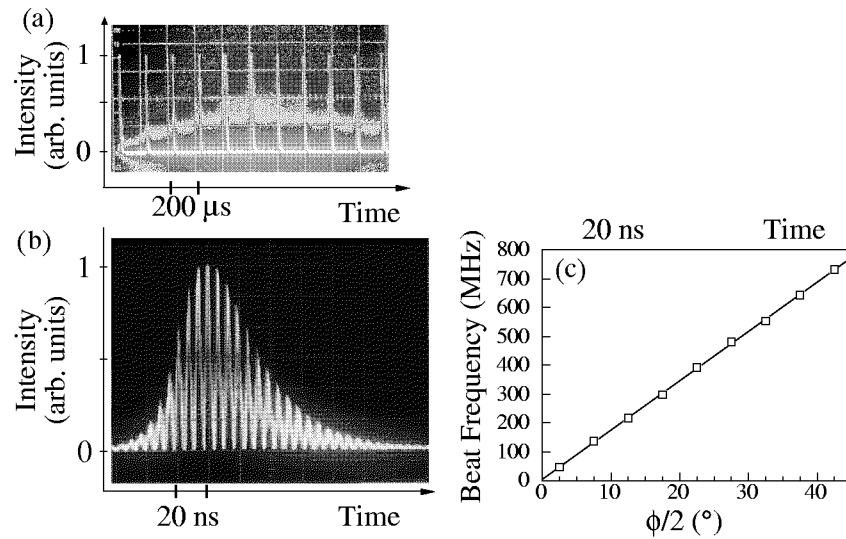 (a)
Intensity
(arb. units)
1
0
200 μs
Time
(b)
Intensity
(arb. units)
1
0
20 ns
Time
20 ns
Time
(c)
Beat Frequency (MHz)
800
700
600
500
400
300
200
100
0
0
10
20
30
40
ϕ/2 (°)